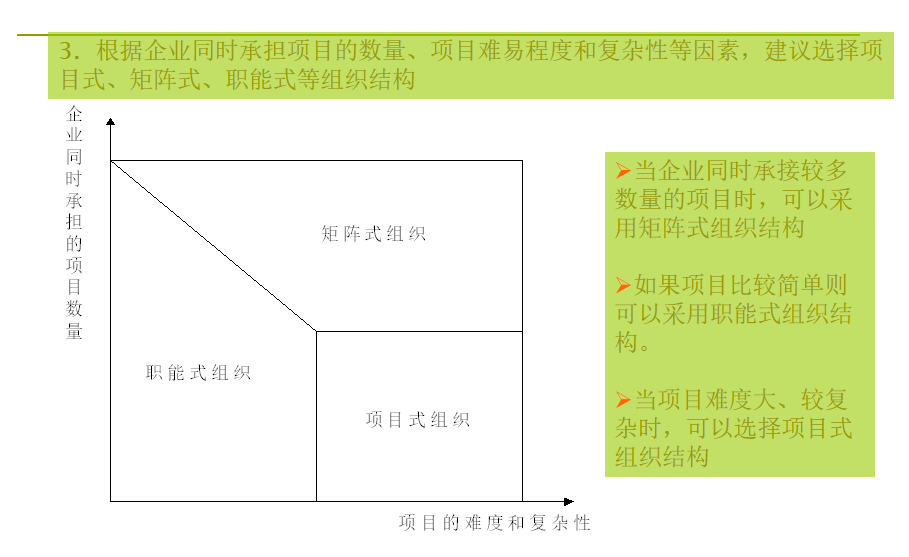 3．根据企业同时承担项目的数量、项目难易程度和复杂性等因素，建议选择项
目式、矩阵式、职能式等组织结构
企业同时承担的项目数量
矩阵式组织
职能式组织
项目式组织
项目的难度和复杂性
➢当企业同时承接较多
数量的项目时，可以采
用矩阵式组织结构
➢如果项目比较简单则
可以采用职能式组织结
构。
➢当项目难度大、较复
杂时，可以选择项目式
组织结构